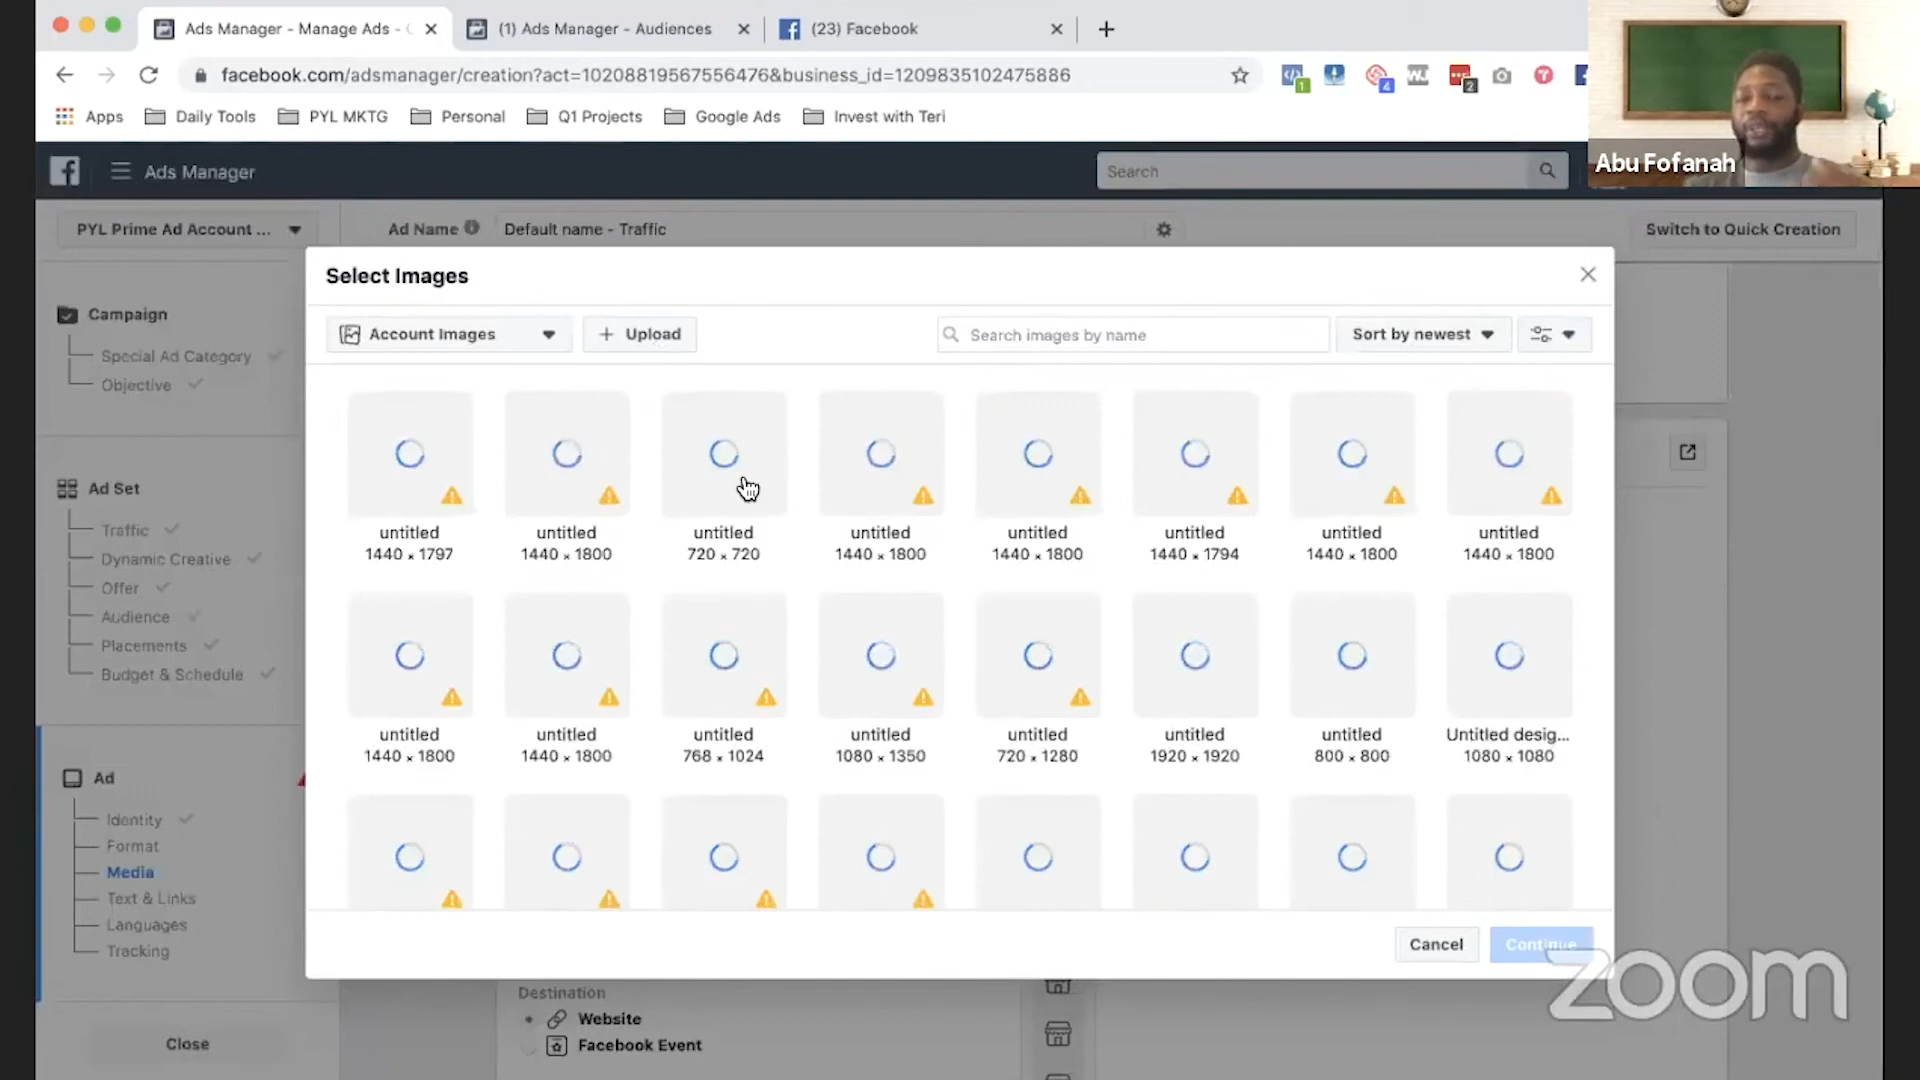 Ads Manager - Manage Ads - (
(1) Ads Manager - Audiences
(23) Facebook
facebook.com/adsmanager/creation?act=10208819567556476&business_id=1209835102475886
1
4
2
Apps
Daily Tools
PYL MKTG
Personal
Q1 Projects
Google Ads
Invest with Teri
Abu Fofanah
Ads Manager
Search
PYL Prime Ad Account ...
Ad Name
Default name - Traffic
Switch to Quick Creation
Campaign
Special Ad Category
Objective
Ad Set
Traffic
Dynamic Creative
Offer
Audience
Placements
Budget & Schedule
Ad
Identity
Format
Media
Text & Links
Languages
Tracking
Close
Select Images
Account Images
+ Upload
Search images by name
Sort by newest
untitled untitled untitled untitled untitled untitled untitled untitled
1440 × 1797 1440 × 1800 720 × 720 1440 × 1800 1440 × 1800 1440 × 1794 1440 × 1800 1440 × 1800
untitled untitled untitled untitled untitled untitled untitled Untitled desig...
1440 × 1800 1440 × 1800 768 × 1024 1080 × 1350 720 × 1280 1920 × 1920 800 × 800 1080 × 1080
Cancel
Continue
Destination
Website
Facebook Event
zoom